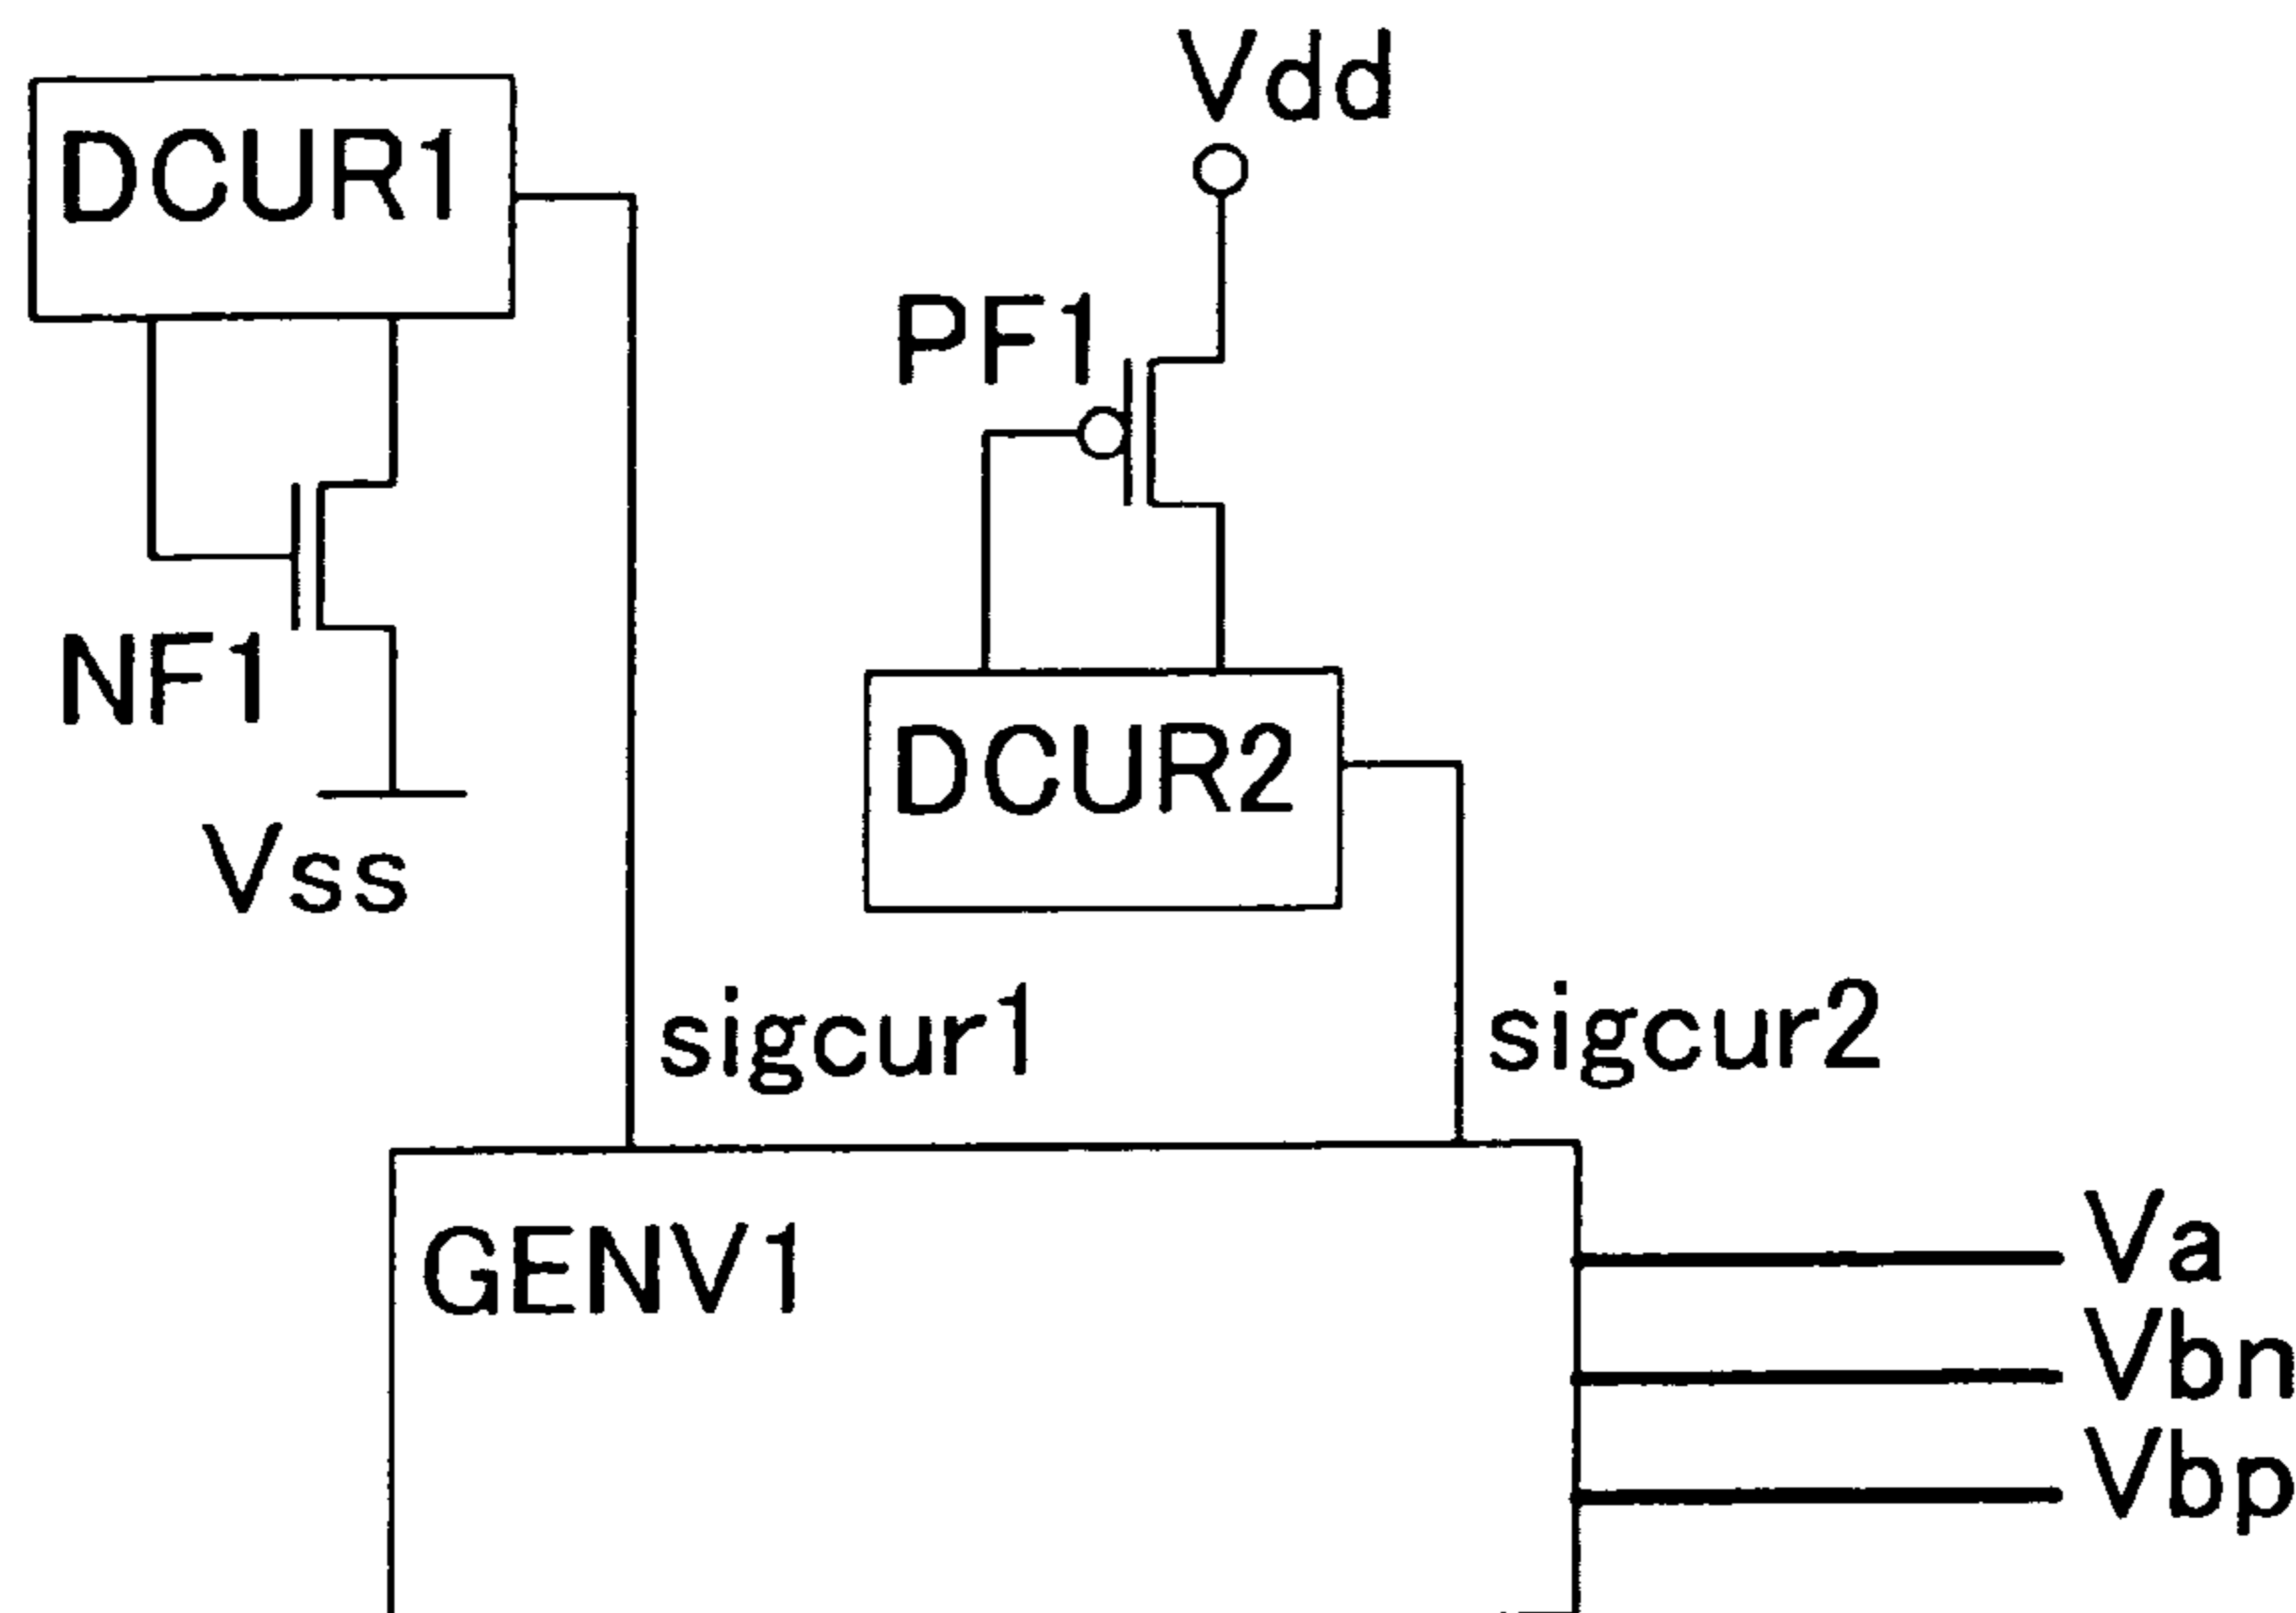 Vdd
DCUR1
PF1
NF1
DCUR2
Vss
sigcur1
sigcur2
GENV1
Va
Vbn
Vbp